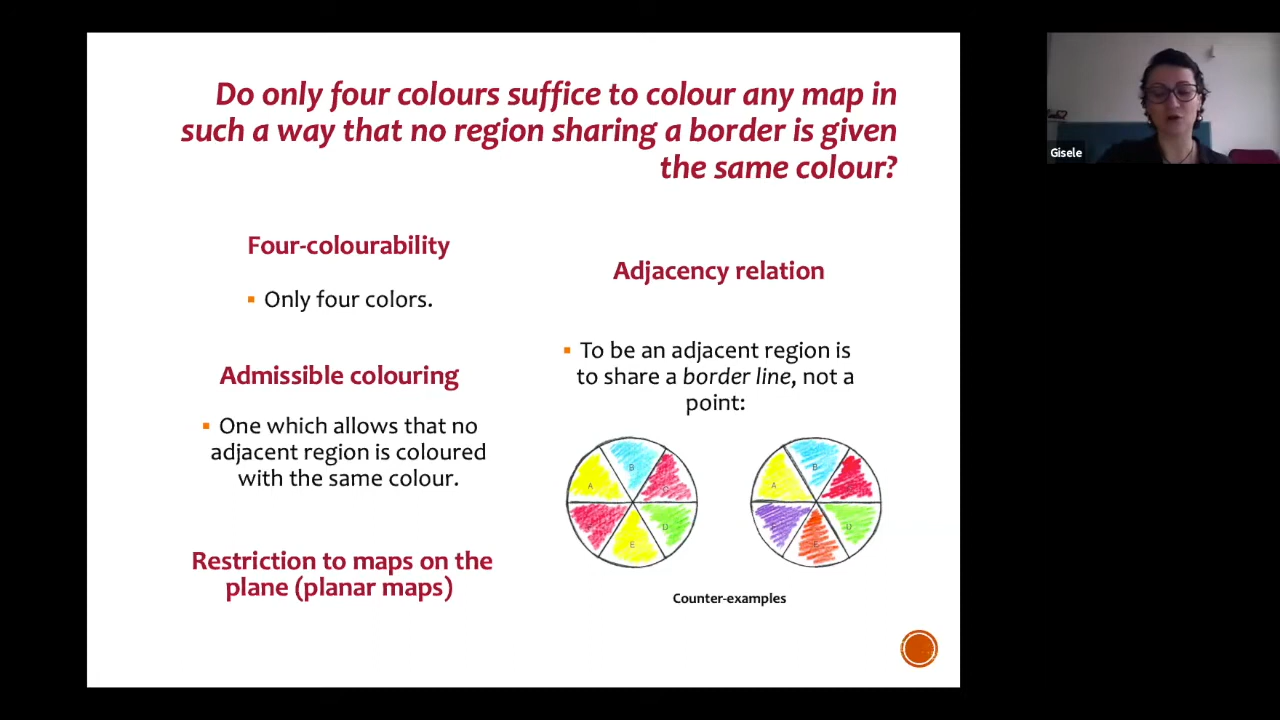 Do only four colours suffice to colour any map in
such a way that no region sharing a border is given
the same colour?
Four-colourability
▪ Only four colors.
Admissible colouring
▪ One which allows that no
adjacent region is coloured
with the same colour.
Restriction to maps on the
plane (planar maps)
Adjacency relation
▪ To be an adjacent region is
to share a border line, not a
point:
B
A
D
E
B
A
D
Counter-examples
Gisele